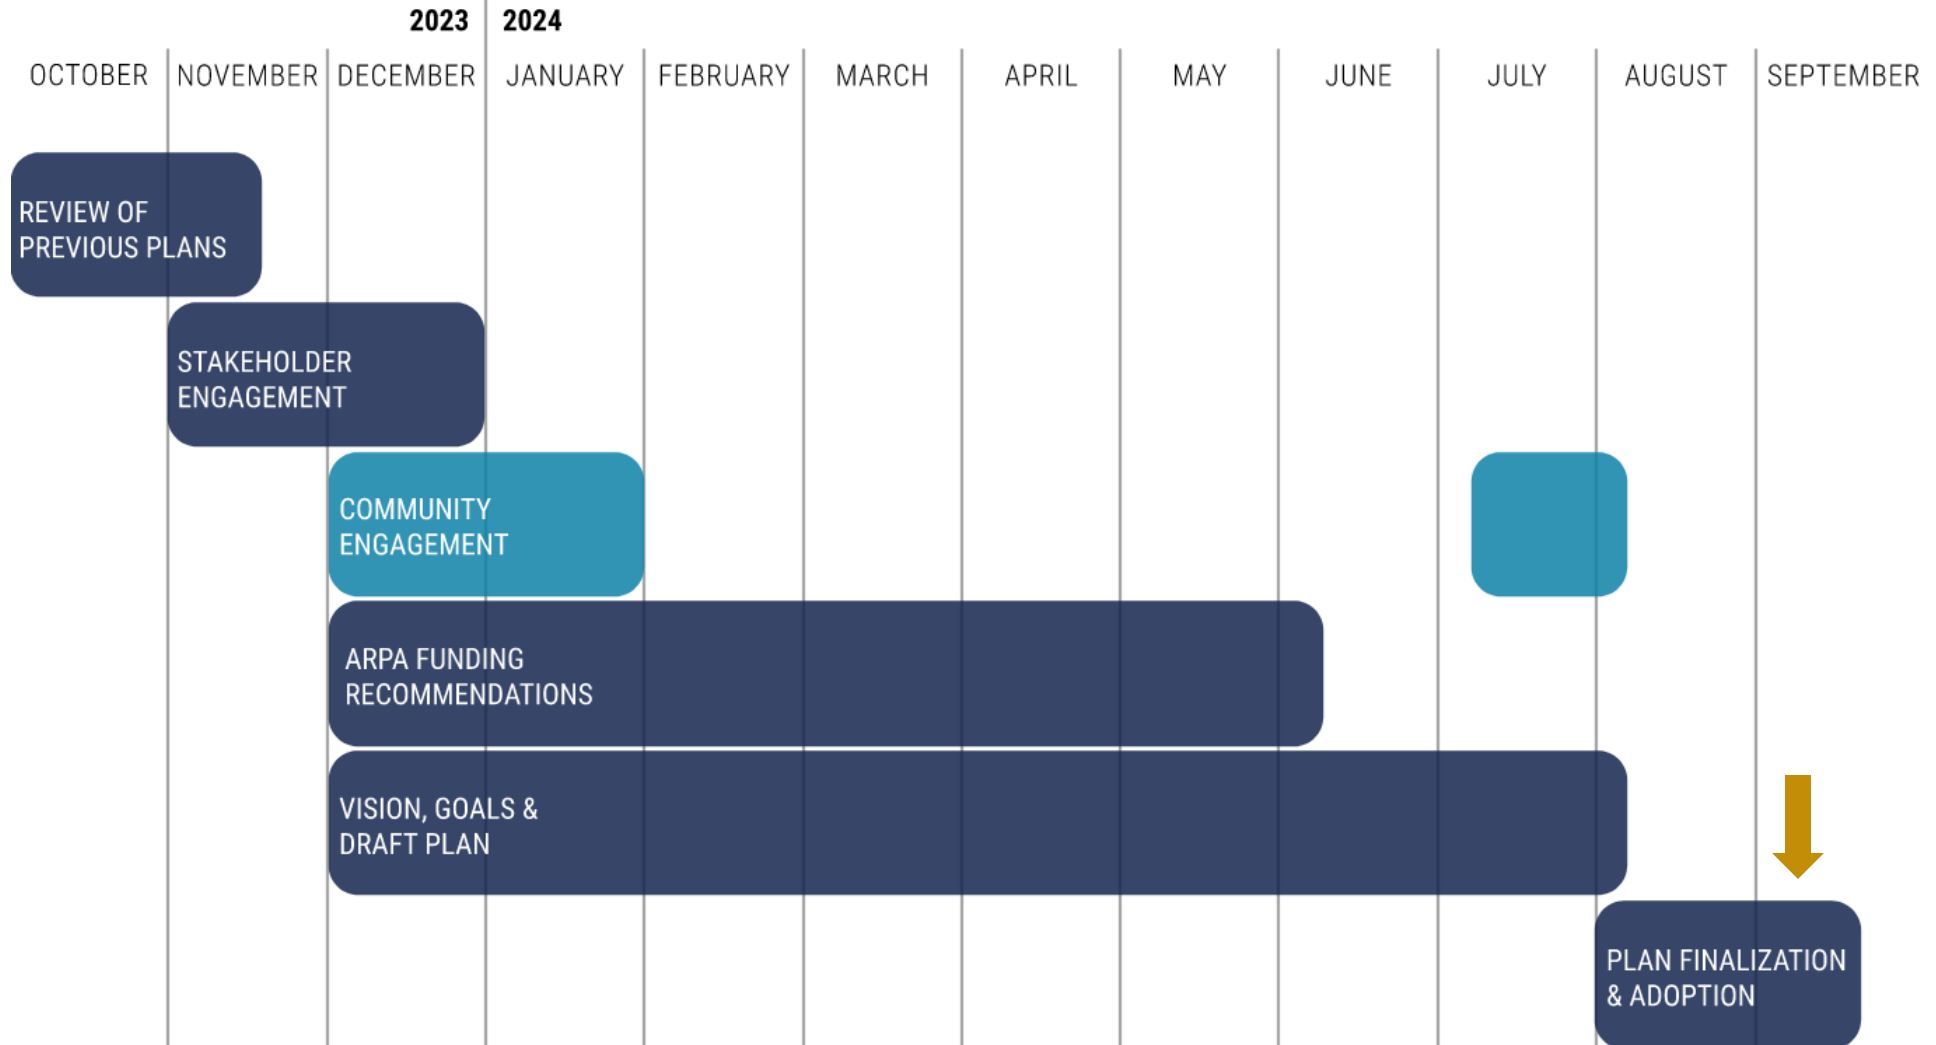 2023 2024
OCTOBER NOVEMBER DECEMBER JANUARY FEBRUARY MARCH APRIL MAY JUNE JULY AUGUST SEPTEMBER
REVIEW OF
PREVIOUS PLANS
STAKEHOLDER
ENGAGEMENT
COMMUNITY
ENGAGEMENT
ARPA FUNDING
RECOMMENDATIONS
VISION, GOALS &
DRAFT PLAN
PLAN FINALIZATION
& ADOPTION